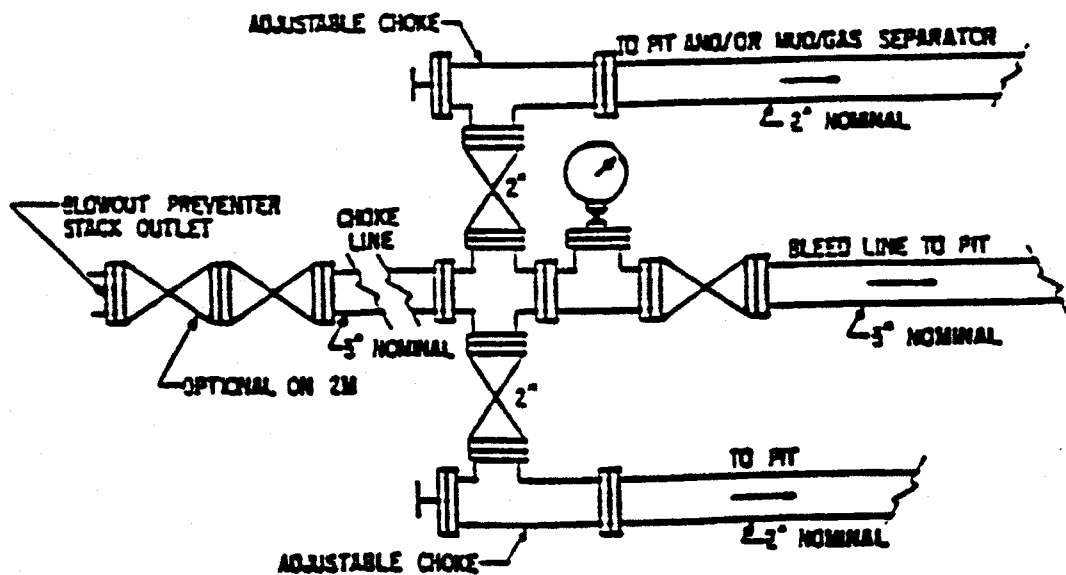 ADJUSTABLE CHOKE
TO PIT AND/OR MUD/GAS SEPARATOR
2" NOMINAL
2"
BLOWOUT PREVENTER
STACK OUTLET
CHOKE
LINE
BLEED LINE TO PIT
3" NOMINAL
3" NOMINAL
OPTIONAL ON 2M
2"
TO PIT
2" NOMINAL
ADJUSTABLE CHOKE